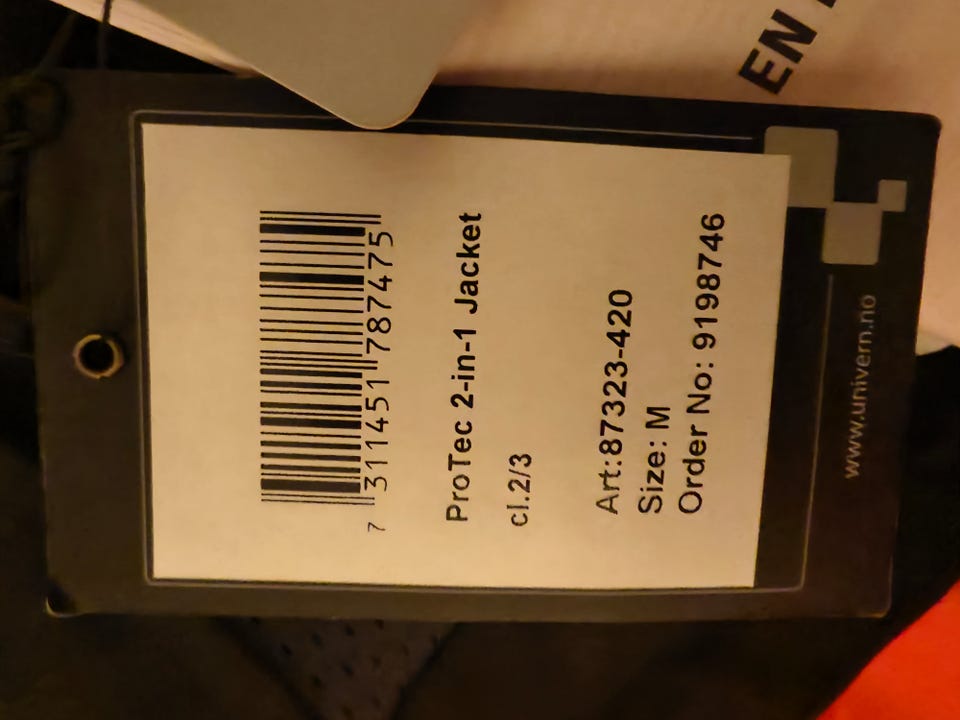 7 311451 787475
ProTec 2-in-1 Jacket
cl.2/3
Art:87323-420
Size: M
Order No: 9198746
www.univern.no
EN